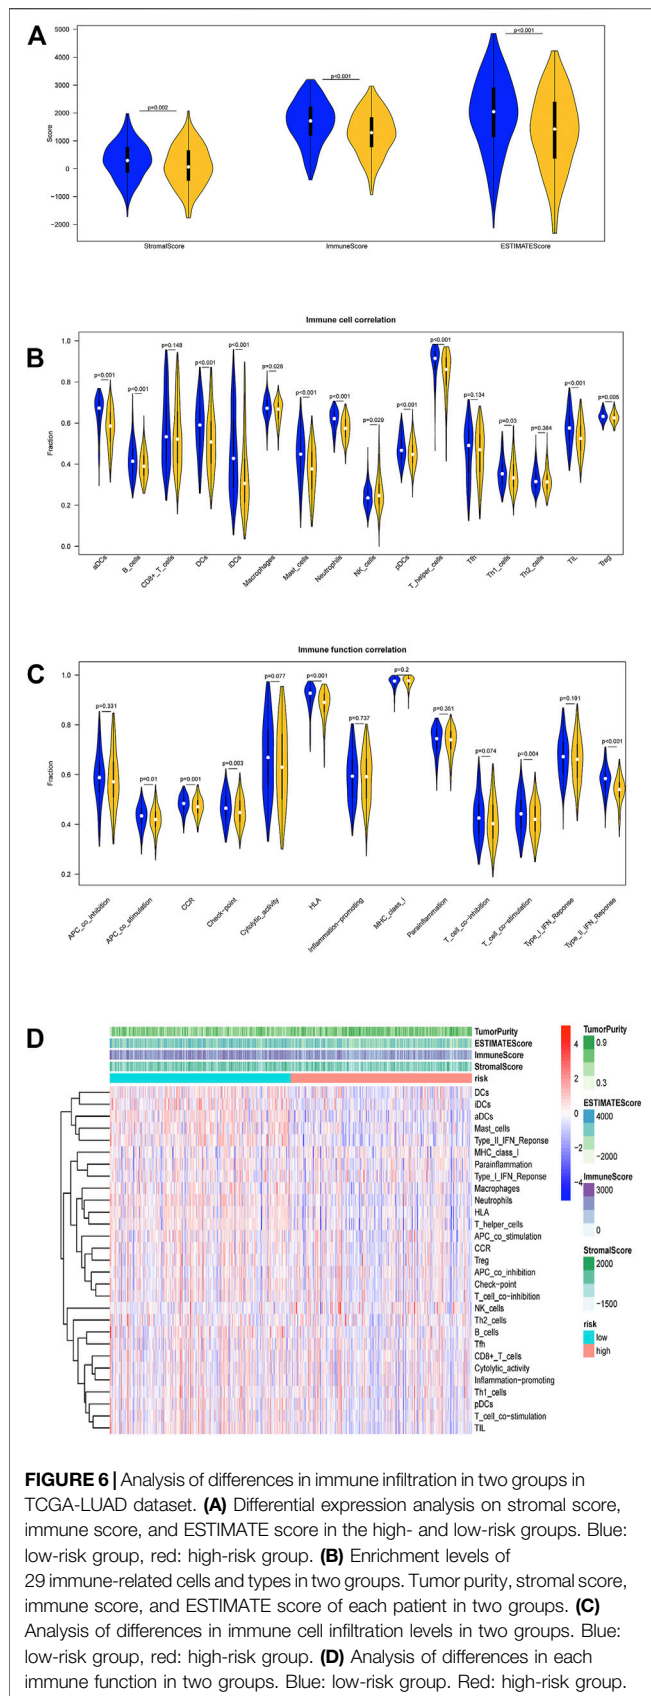 A
5000
4000
3000
2000
1000
0
−1000
−2000
Score
p=0.002
p<0.001
p<0.001
StromalScore
ImmuneScore
ESTIMATEScore
Immune cell correlation
B
1.0
0.8
0.6
0.4
0.2
0.0
Fraction
p<0.001
p<0.001
p=0.148
p<0.001
p<0.001
p=0.028
p<0.001
p<0.001
p=0.029
p<0.001
p<0.001
p=0.134
p=0.03
p=0.384
p<0.001
p=0.005
aDCs
B_cells
CD8+_T_cells
DCs
iDCs
Macrophages
Mast_cells
Neutrophils
NK_cells
pDCs
T_helper_cells
Tfh
Th1_cells
Th2_cells
TIL
Treg
Immune function correlation
C
1.0
0.8
0.6
0.4
0.2
Fraction
p=0.331
p=0.01
p=0.001
p=0.003
p=0.077
p<0.001
p=0.737
p=0.2
p=0.351
p=0.074
p=0.004
p=0.191
p<0.001
APC_co_inhibition
APC_co_stimulation
CCR
Check−point
Cytolytic_activity
HLA
Inflammation−promoting
MHC_class_I
Parainflammation
T_cell_co−inhibition
T_cell_co−stimulation
Type_I_IFN_Reponse
Type_II_IFN_Reponse
D
TumorPurity
ESTIMATEScore
ImmuneScore
StromalScore
risk
DCs
iDCs
aDCs
Mast_cells
Type_II_IFN_Reponse
MHC_class_I
Parainflammation
Type_I_IFN_Reponse
Macrophages
Neutrophils
HLA
T_helper_cells
APC_co_stimulation
CCR
Treg
APC_co_inhibition
Check−point
T_cell_co−inhibition
NK_cells
Th2_cells
B_cells
Tfh
CD8+_T_cells
Cytolytic_activity
Inflammation−promoting
Th1_cells
pDCs
T_cell_co−stimulation
TIL
4
2
0
−2
−4
TumorPurity
0.9
0.3
ESTIMATEScore
4000
−2000
ImmuneScore
3000
0
StromalScore
2000
−1500
risk
low
high
FIGURE 6 | Analysis of differences in immune infiltration in two groups in
TCGA-LUAD dataset. (A) Differential expression analysis on stromal score,
immune score, and ESTIMATE score in the high- and low-risk groups. Blue:
low-risk group, red: high-risk group. (B) Enrichment levels of
29 immune-related cells and types in two groups. Tumor purity, stromal score,
immune score, and ESTIMATE score of each patient in two groups. (C)
Analysis of differences in immune cell infiltration levels in two groups. Blue:
low-risk group, red: high-risk group. (D) Analysis of differences in each
immune function in two groups. Blue: low-risk group. Red: high-risk group.